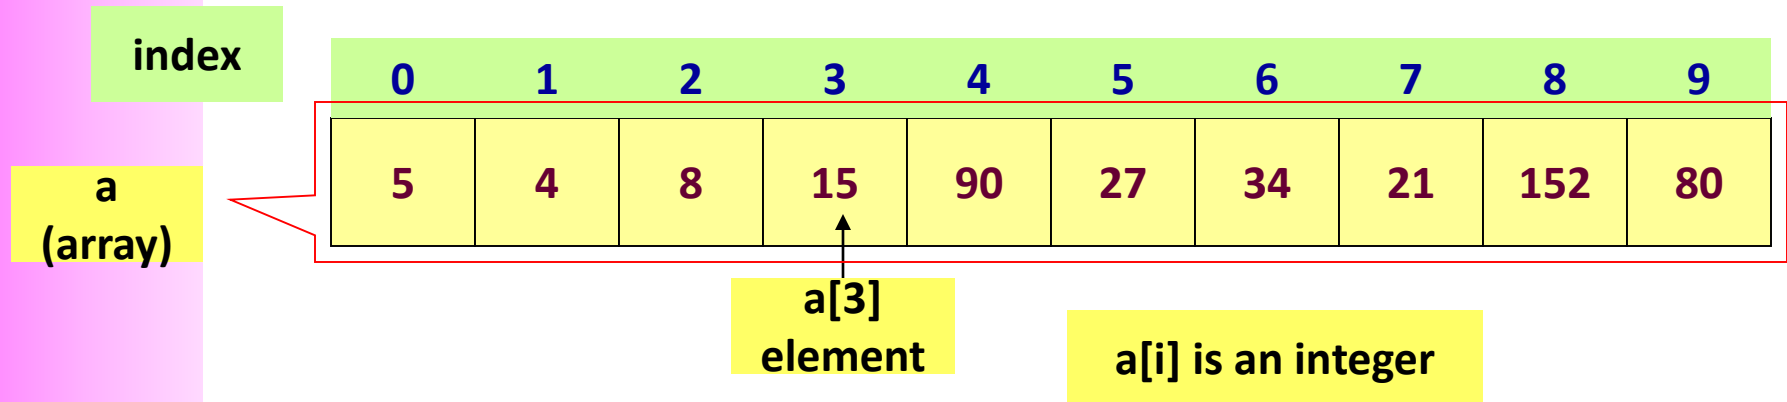 index
0 1 2 3 4 5 6 7 8 9
a
(array)
5 4 8 15 90 27 34 21 152 80
a[3]
element
a[i] is an integer